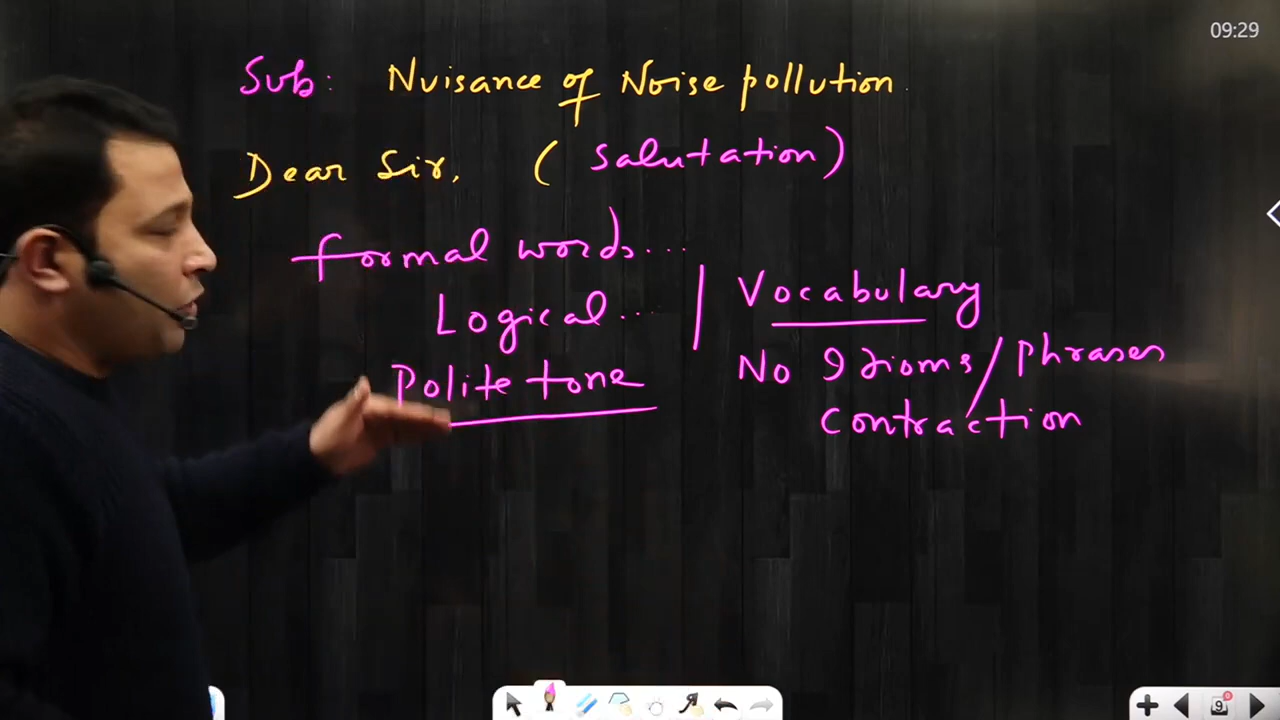 09:29
Sub: Nuisance of Noise pollution.
Dear Sir, (Salutation)
formal words...
Logical... | Vocabulary
Polite tone
No Idioms/phrases
contraction
9